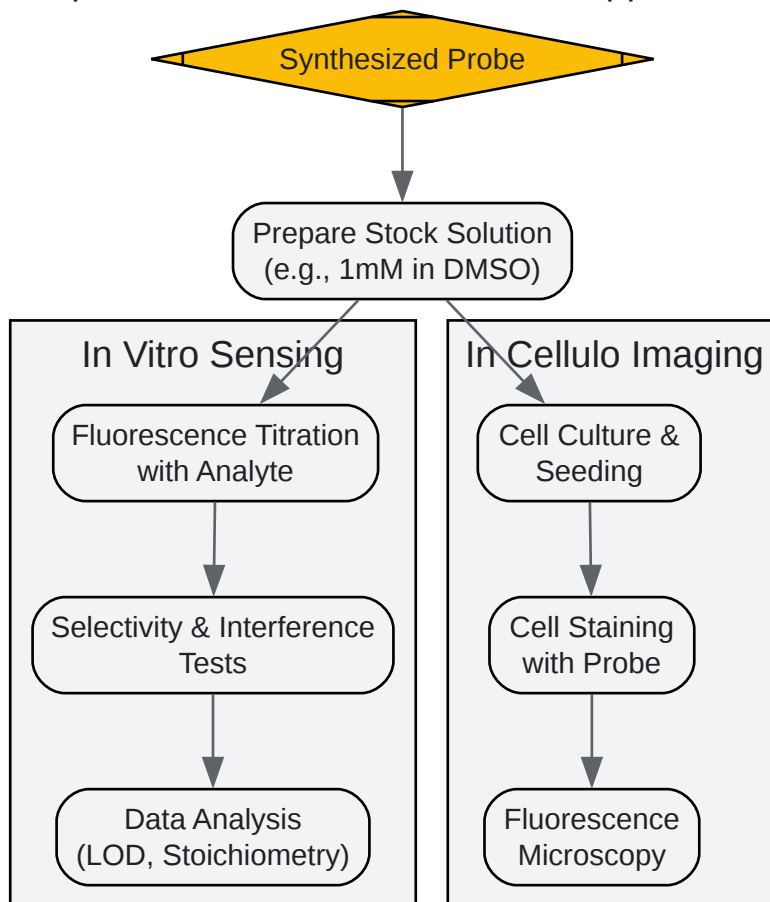 Synthesized Probe
Prepare Stock Solution
(e.g., 1mM in DMSO)
In Vitro Sensing
In Cellulo Imaging
Fluorescence Titration
with Analyte
Cell Culture &
Seeding
Selectivity & Interference
Tests
Cell Staining
with Probe
Data Analysis
(LOD, Stoichiometry)
Fluorescence
Microscopy